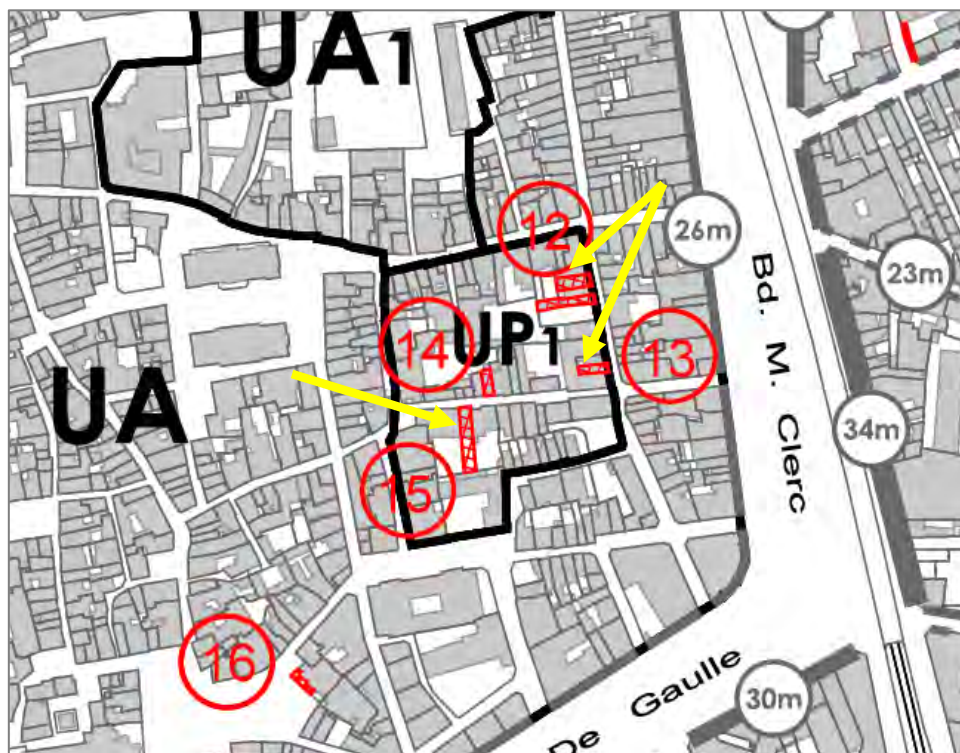 UA1
12
26m
23m
Bd. M. Clerc
14
UP1
13
UA
34m
15
16
De Gaulle
30m